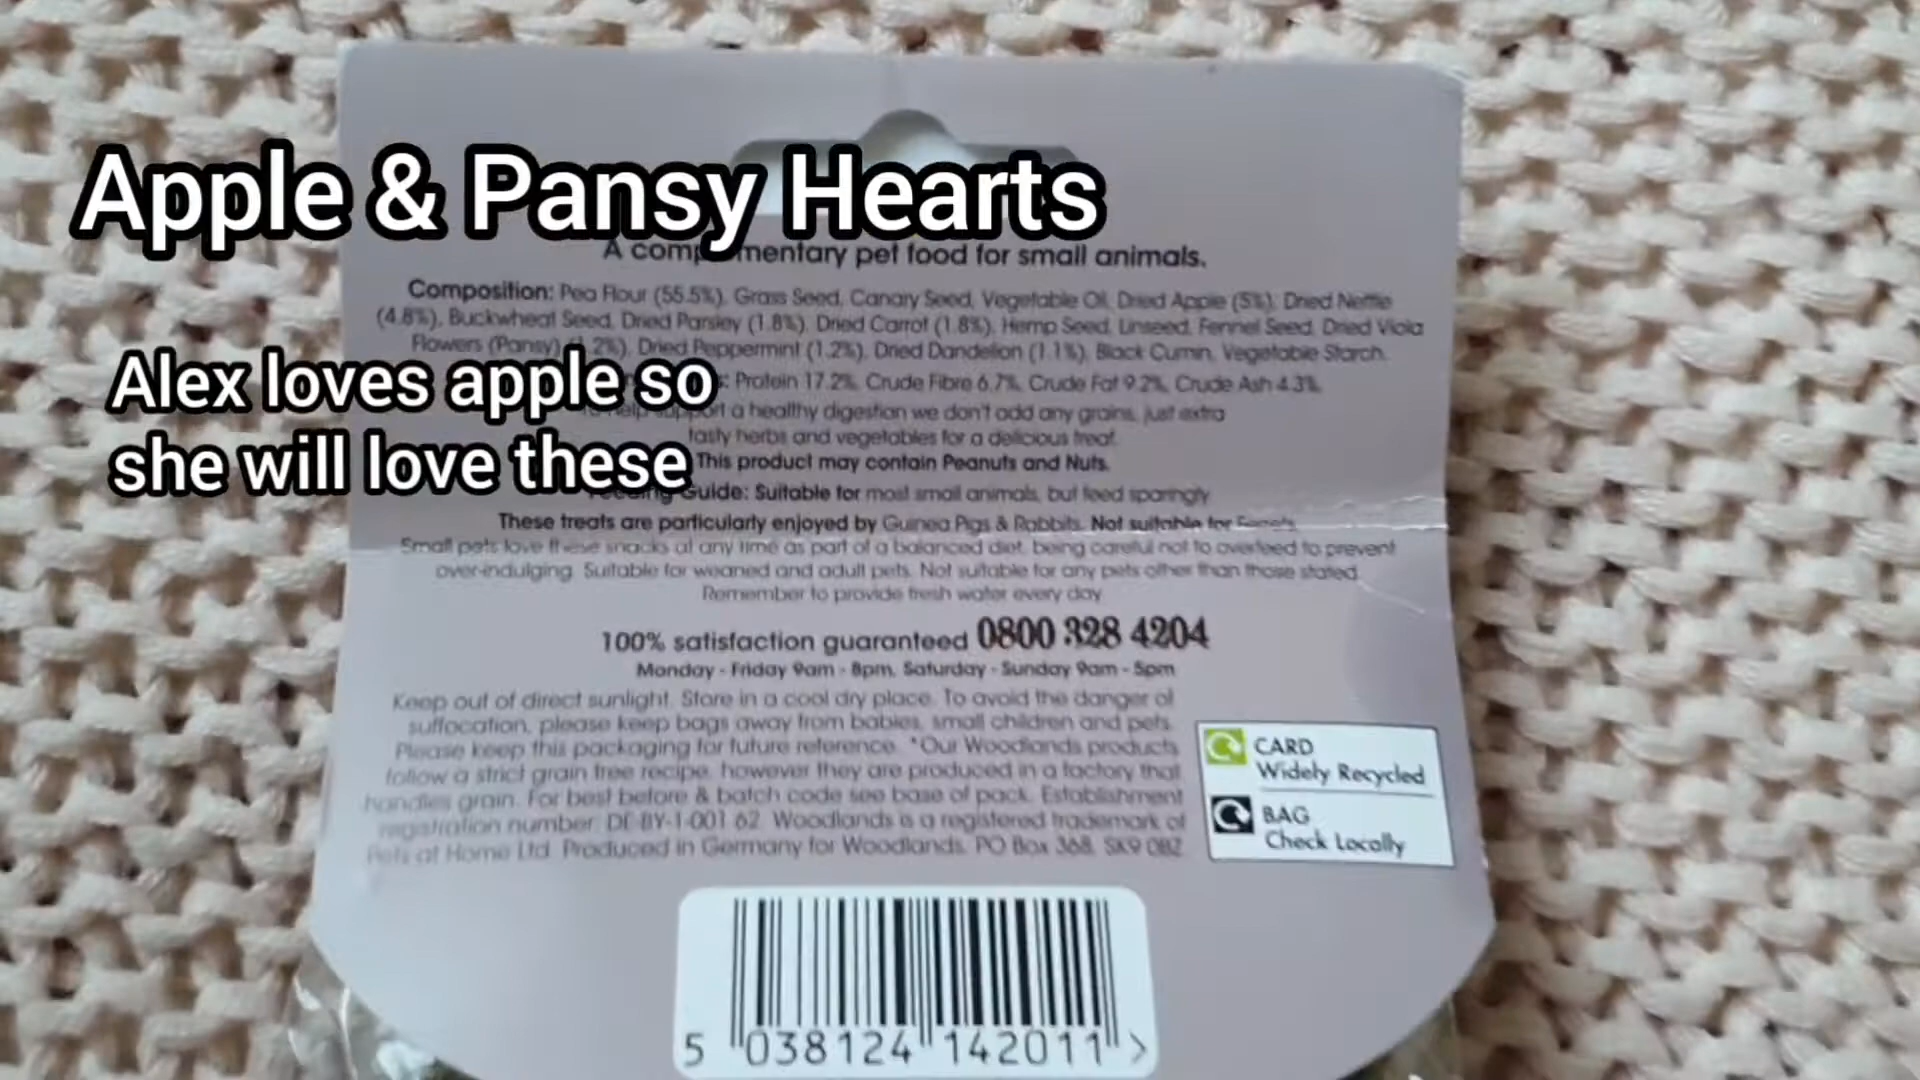 Apple & Pansy Hearts
A comp mentary pet food for small animals.
Composition: Pea Flour (55.5%), Grass Seed, Canary Seed, Vegetable Oil, Dried Apple (5%), Dried Nettle
(4.8%), Buckwheat Seed, Dried Parsley (1.8%), Dried Carrot (1.8%), Hemp Seed, Linseed, Fennel Seed, Dried Viola
Flowers (Pansy) (1.2%), Dried Peppermint (1.2%), Dried Dandelion (1.1%), Black Cumin, Vegetable Starch.
Alex loves apple so
she will love these
: Protein 17.2%, Crude Fibre 6.7%, Crude Fat 9.2%, Crude Ash 4.3%.
To help support a healthy digestion we don't add any grains, just extra
tasty herbs and vegetables for a delicious treat.
This product may contain Peanuts and Nuts.
Feeding Guide: Suitable for most small animals, but feed sparingly
These treats are particularly enjoyed by Guinea Pigs & Rabbits. Not suitable for Ferrets.
Small pets love these snacks at any time as part of a balanced diet, being careful not to overfeed to prevent
over-indulging. Suitable for weaned and adult pets. Not suitable for any pets other than those stated.
Remember to provide fresh water every day
100% satisfaction guaranteed 0800 328 4204
Monday - Friday 9am - 8pm, Saturday - Sunday 9am - 5pm
Keep out of direct sunlight. Store in a cool dry place. To avoid the danger of
suffocation, please keep bags away from babies, small children and pets.
Please keep this packaging for future reference. *Our Woodlands products
follow a strict grain free recipe, however they are produced in a factory that
handles grain. For best before & batch code see base of pack. Establishment
registration number: DE-BY-1-001 62. Woodlands is a registered trademark of
Pets at Home Ltd. Produced in Germany for Woodlands, PO Box 368, SK9 0BZ
CARD
Widely Recycled
BAG
Check Locally
5 038124 142011 >